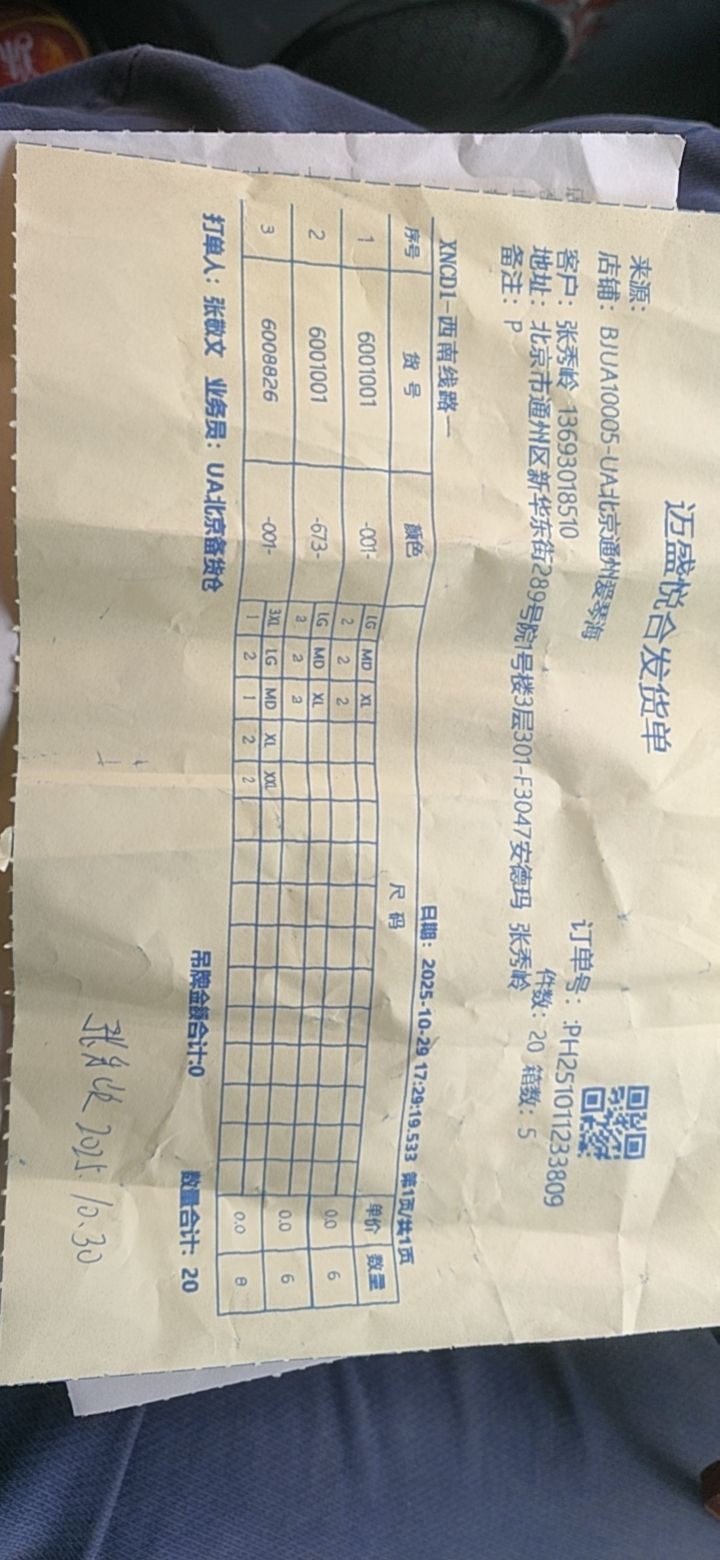 迈盛悦合发货单
来源：
店铺：BJUA10005-UA北京通州爱琴海
订单号：:PH251011233809
客户：张秀岭 13693018510
件数：20 箱数：5
地址：北京市通州区新华东街289号院1号楼3层301-F3047安德玛 张秀岭
备注：P
XNCD1-西南线路一
日期：2025-10-29 17:29:19.533 第1页/共1页
序号 货号 颜色 尺码 单价 数量
LG MD XL
1 6001001 -001- 2 2 2 0.0 6
LG MD XL
2 6001001 -673- 2 2 2 0.0 6
3XL LG MD XL XXL
3 6008826 -001- 1 2 1 2 2 0.0 8
打单人：张敬文 业务员：UA北京备货仓 吊牌金额合计:0 数量合计：20
2025.10.30